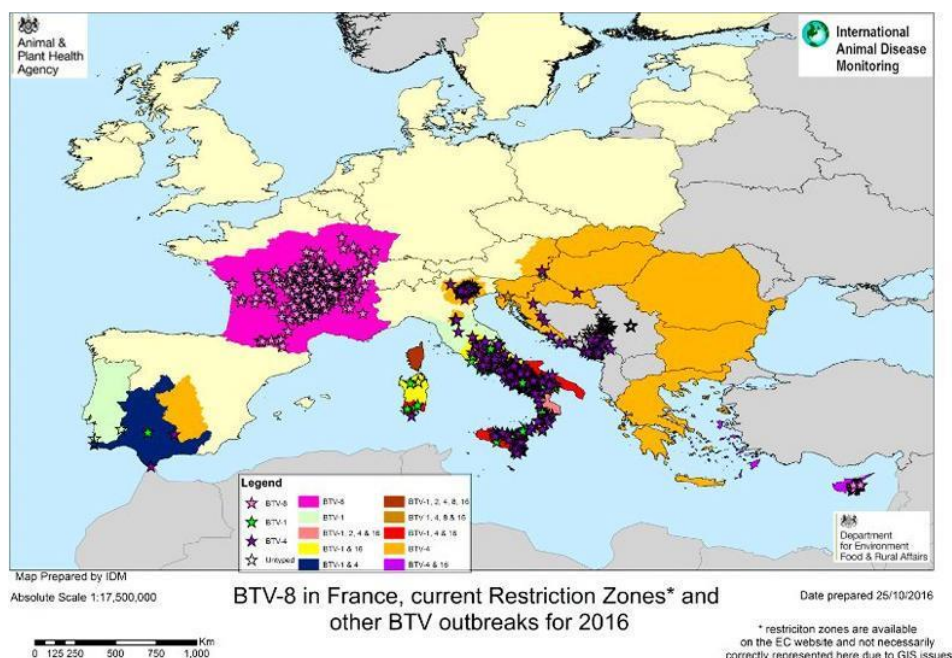 Animal &
Plant Health
Agency
International
Animal Disease
Monitoring
Legend
BTV-8
BTV-1
BTV-4
Untyped
BTV-8
BTV-1
BTV-1, 2, 4 & 16
BTV-1 & 16
BTV-1 & 4
BTV-1, 2, 4, 8, 16
BTV-1, 4, 8 & 16
BTV-1, 4 & 16
BTV-4
BTV-4 & 16
Department
for Environment
Food & Rural Affairs
Map Prepared by IDM
Absolute Scale 1:17,500,000
BTV-8 in France, current Restriction Zones* and
other BTV outbreaks for 2016
Date prepared 25/10/2016
Km
0 125 250 500 750 1,000
* restriciton zones are available
on the EC website and not necessarily
correctly represented here due to GIS issues